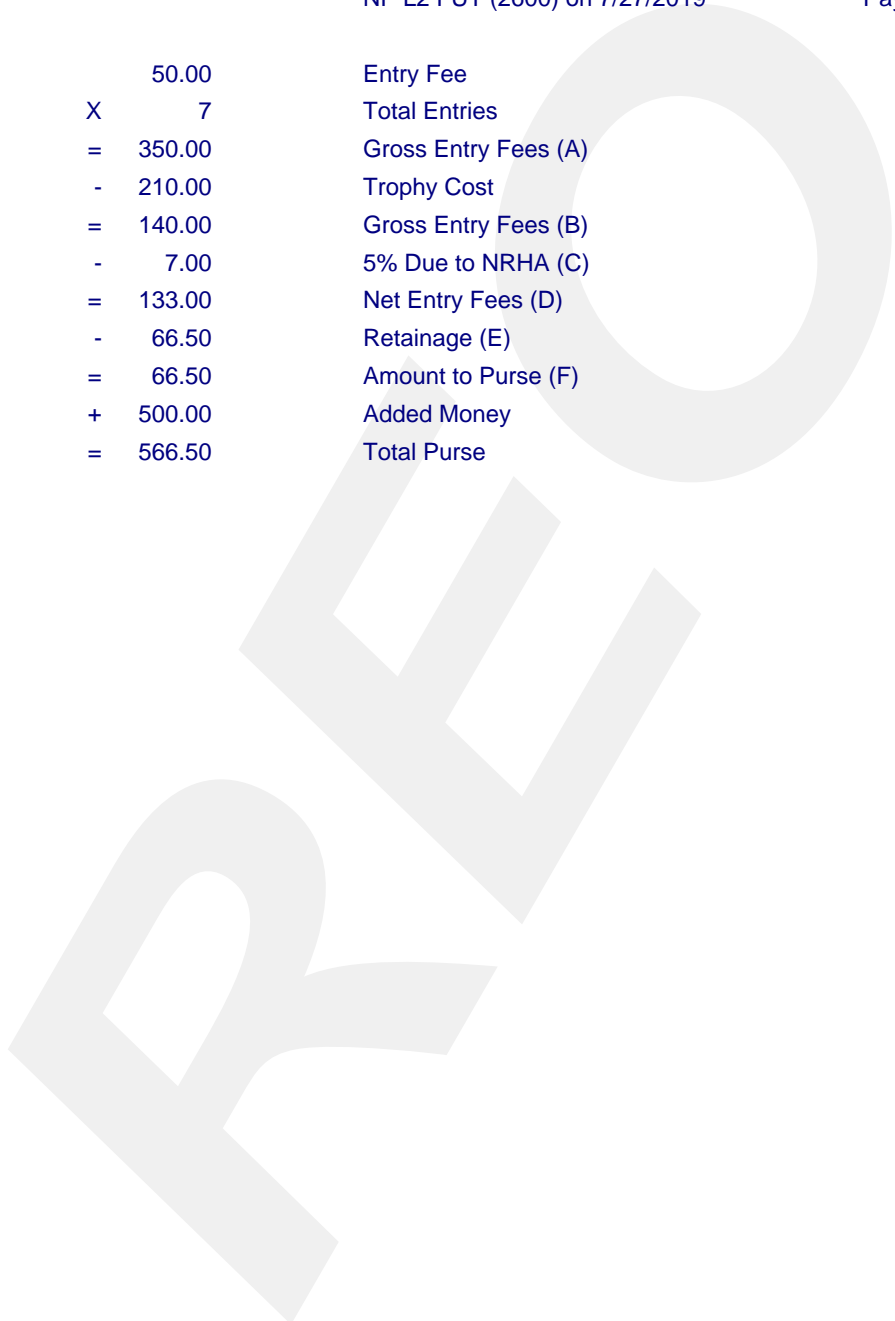 50.00 Entry Fee
X 7 Total Entries
= 350.00 Gross Entry Fees (A)
- 210.00 Trophy Cost
= 140.00 Gross Entry Fees (B)
- 7.00 5% Due to NRHA (C)
= 133.00 Net Entry Fees (D)
- 66.50 Retainage (E)
= 66.50 Amount to Purse (F)
+ 500.00 Added Money
= 566.50 Total Purse
REO